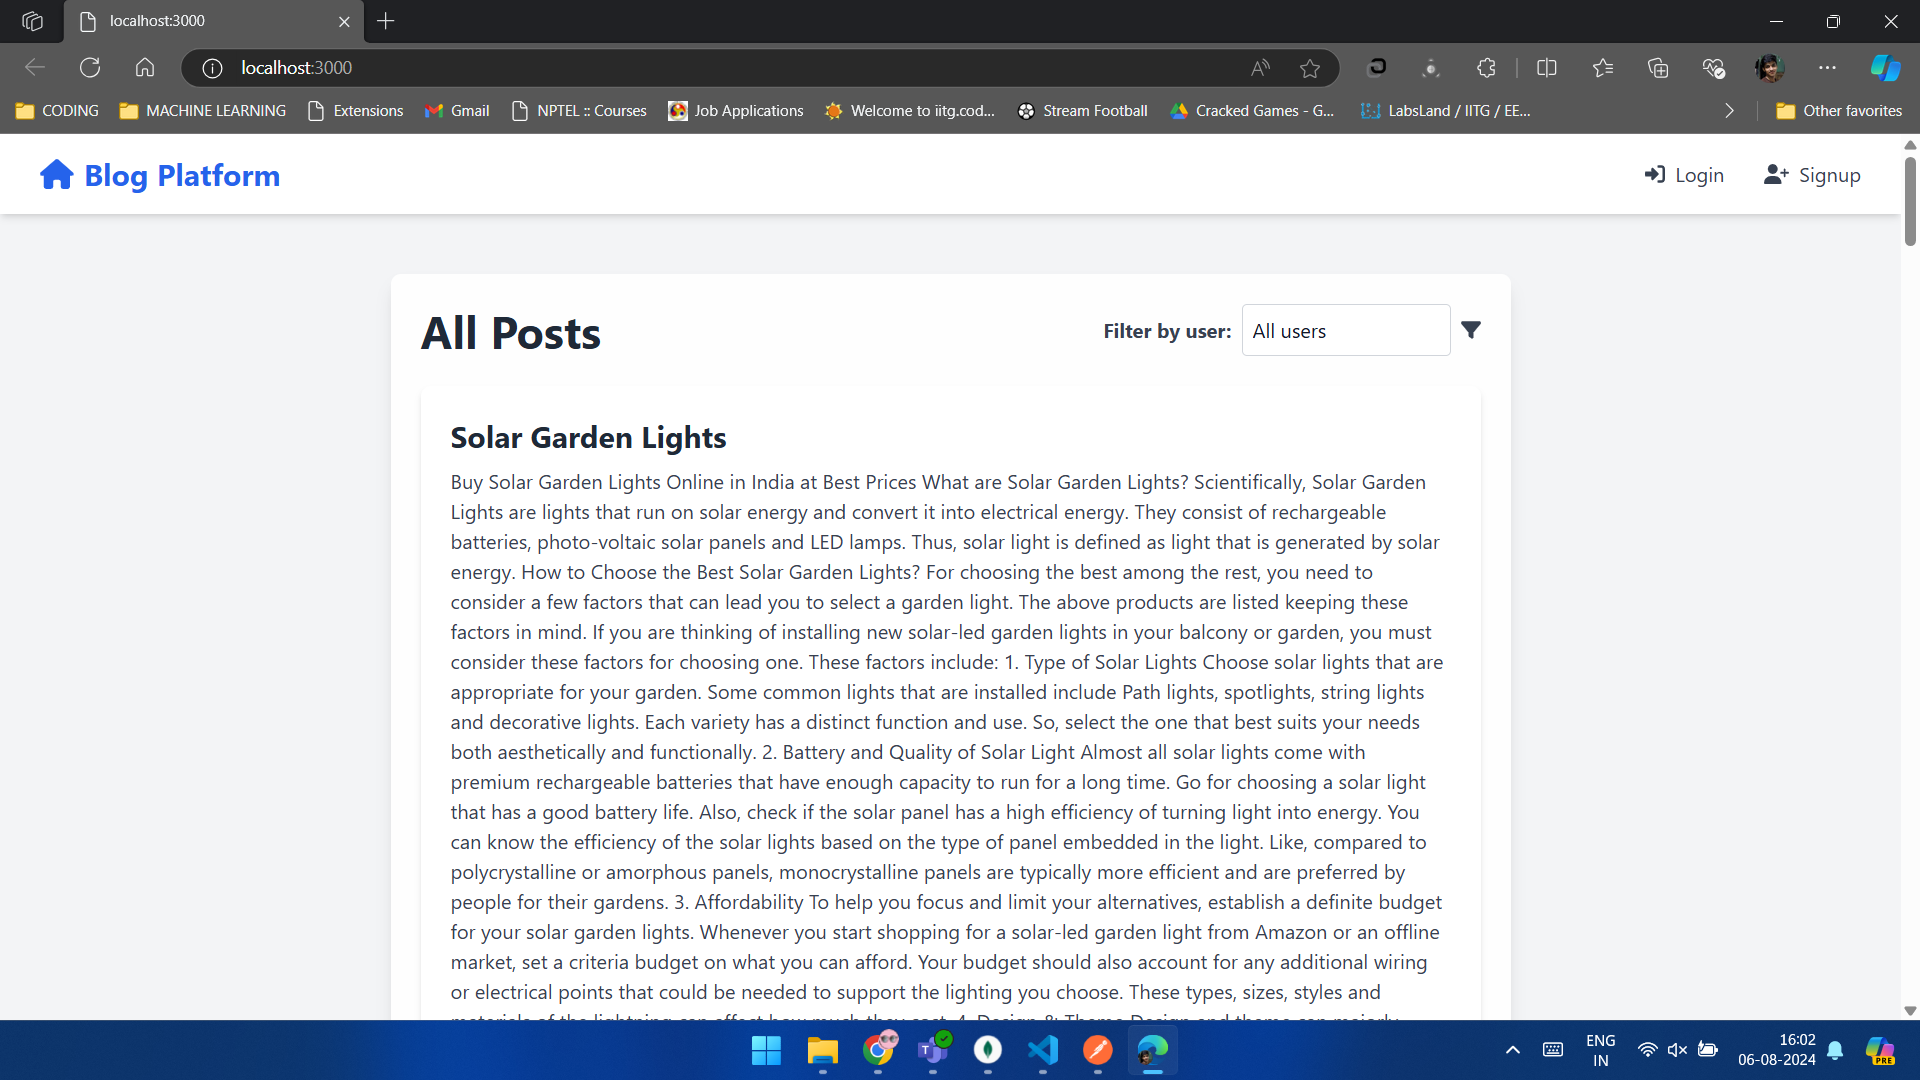 localhost:3000
localhost:3000
CODING
MACHINE LEARNING
Extensions
Gmail
NPTEL :: Courses
Job Applications
Welcome to iitg.cod...
Stream Football
Cracked Games - G...
LabsLand / IITG / EE...
Other favorites
Blog Platform
Login
Signup
All Posts
Filter by user:
All users
Solar Garden Lights
Buy Solar Garden Lights Online in India at Best Prices What are Solar Garden Lights? Scientifically, Solar Garden
Lights are lights that run on solar energy and convert it into electrical energy. They consist of rechargeable
batteries, photo-voltaic solar panels and LED lamps. Thus, solar light is defined as light that is generated by solar
energy. How to Choose the Best Solar Garden Lights? For choosing the best among the rest, you need to
consider a few factors that can lead you to select a garden light. The above products are listed keeping these
factors in mind. If you are thinking of installing new solar-led garden lights in your balcony or garden, you must
consider these factors for choosing one. These factors include: 1. Type of Solar Lights Choose solar lights that are
appropriate for your garden. Some common lights that are installed include Path lights, spotlights, string lights
and decorative lights. Each variety has a distinct function and use. So, select the one that best suits your needs
both aesthetically and functionally. 2. Battery and Quality of Solar Light Almost all solar lights come with
premium rechargeable batteries that have enough capacity to run for a long time. Go for choosing a solar light
that has a good battery life. Also, check if the solar panel has a high efficiency of turning light into energy. You
can know the efficiency of the solar lights based on the type of panel embedded in the light. Like, compared to
polycrystalline or amorphous panels, monocrystalline panels are typically more efficient and are preferred by
people for their gardens. 3. Affordability To help you focus and limit your alternatives, establish a definite budget
for your solar garden lights. Whenever you start shopping for a solar-led garden light from Amazon or an offline
market, set a criteria budget on what you can afford. Your budget should also account for any additional wiring
or electrical points that could be needed to support the lighting you choose. These types, sizes, styles and
ENG
IN
16:02
06-08-2024
PRE